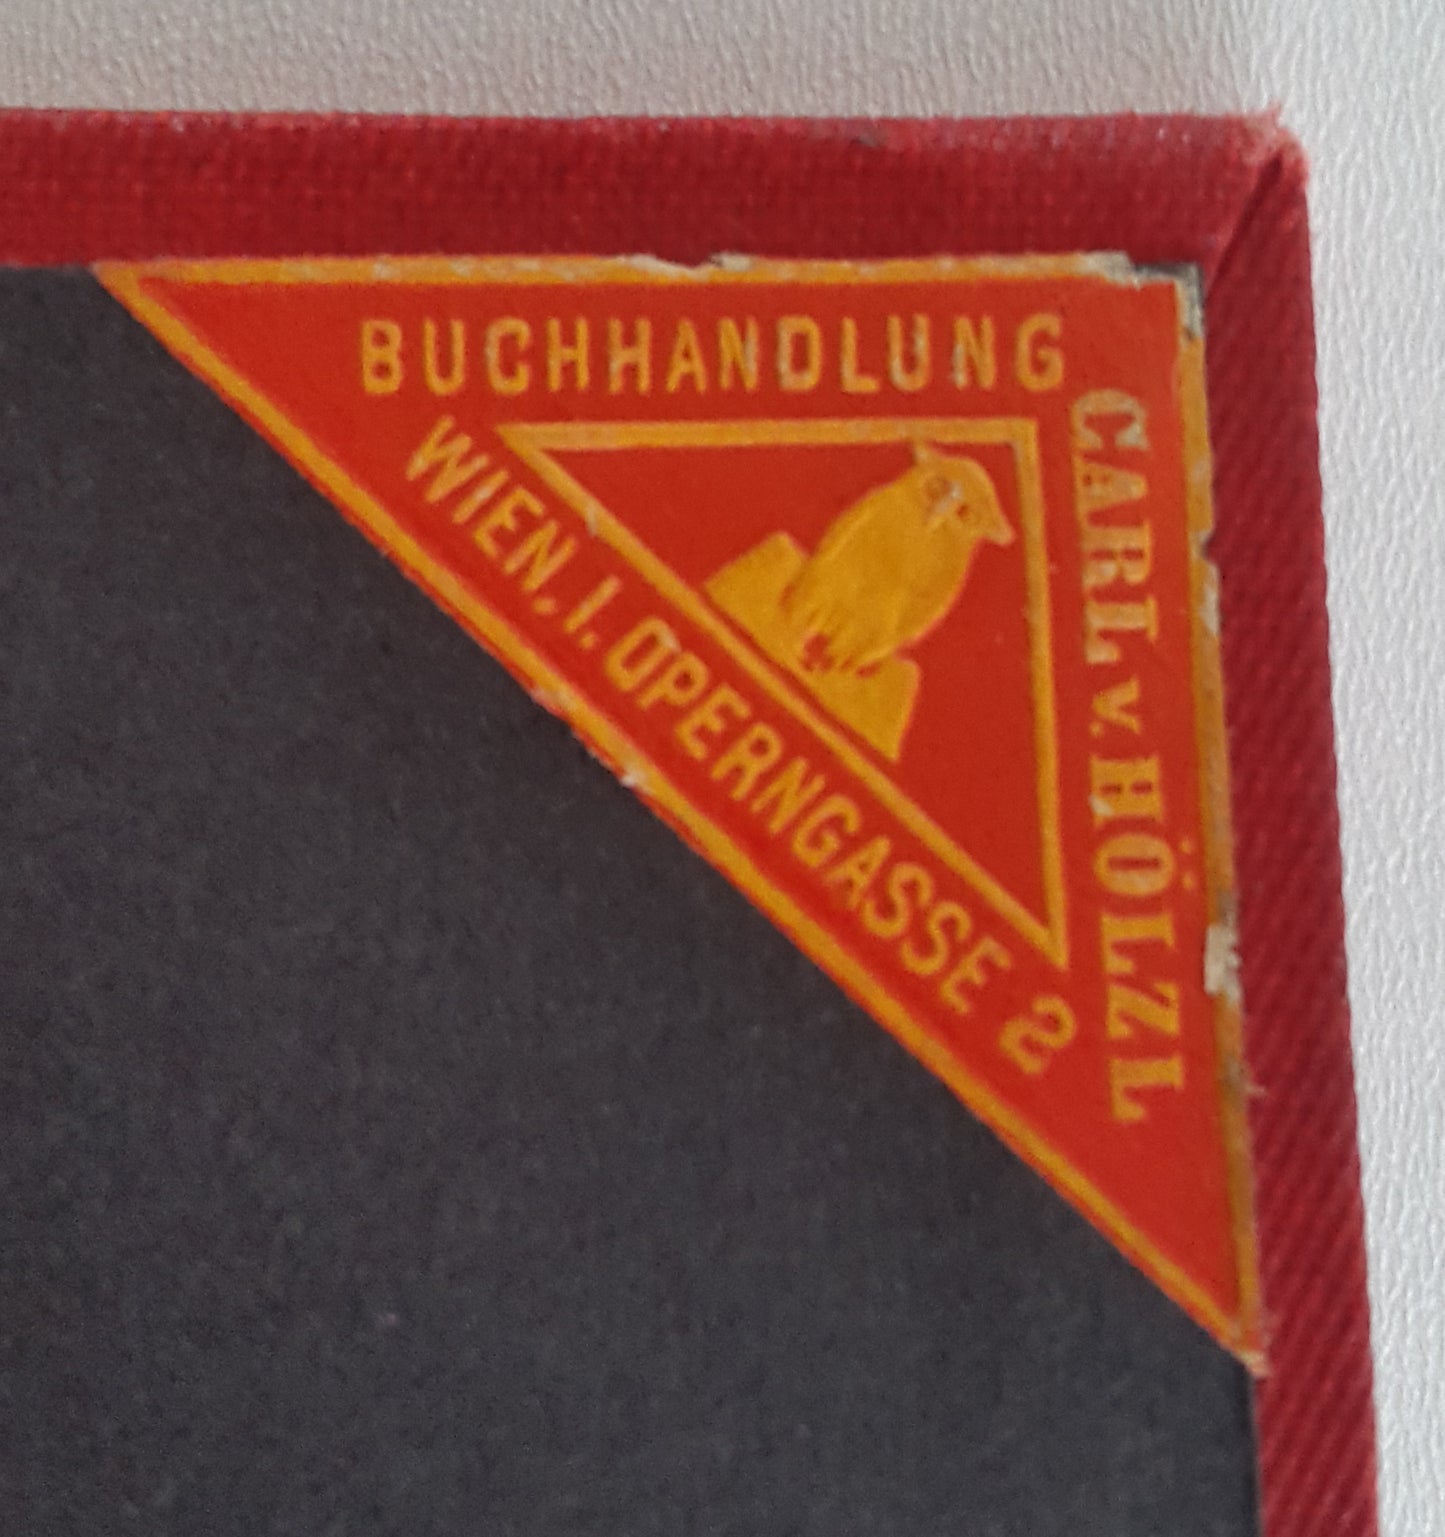 BUCHHANDLUNG
CARL v. HÖLZL
WIEN, I. OPERNGASSE 2